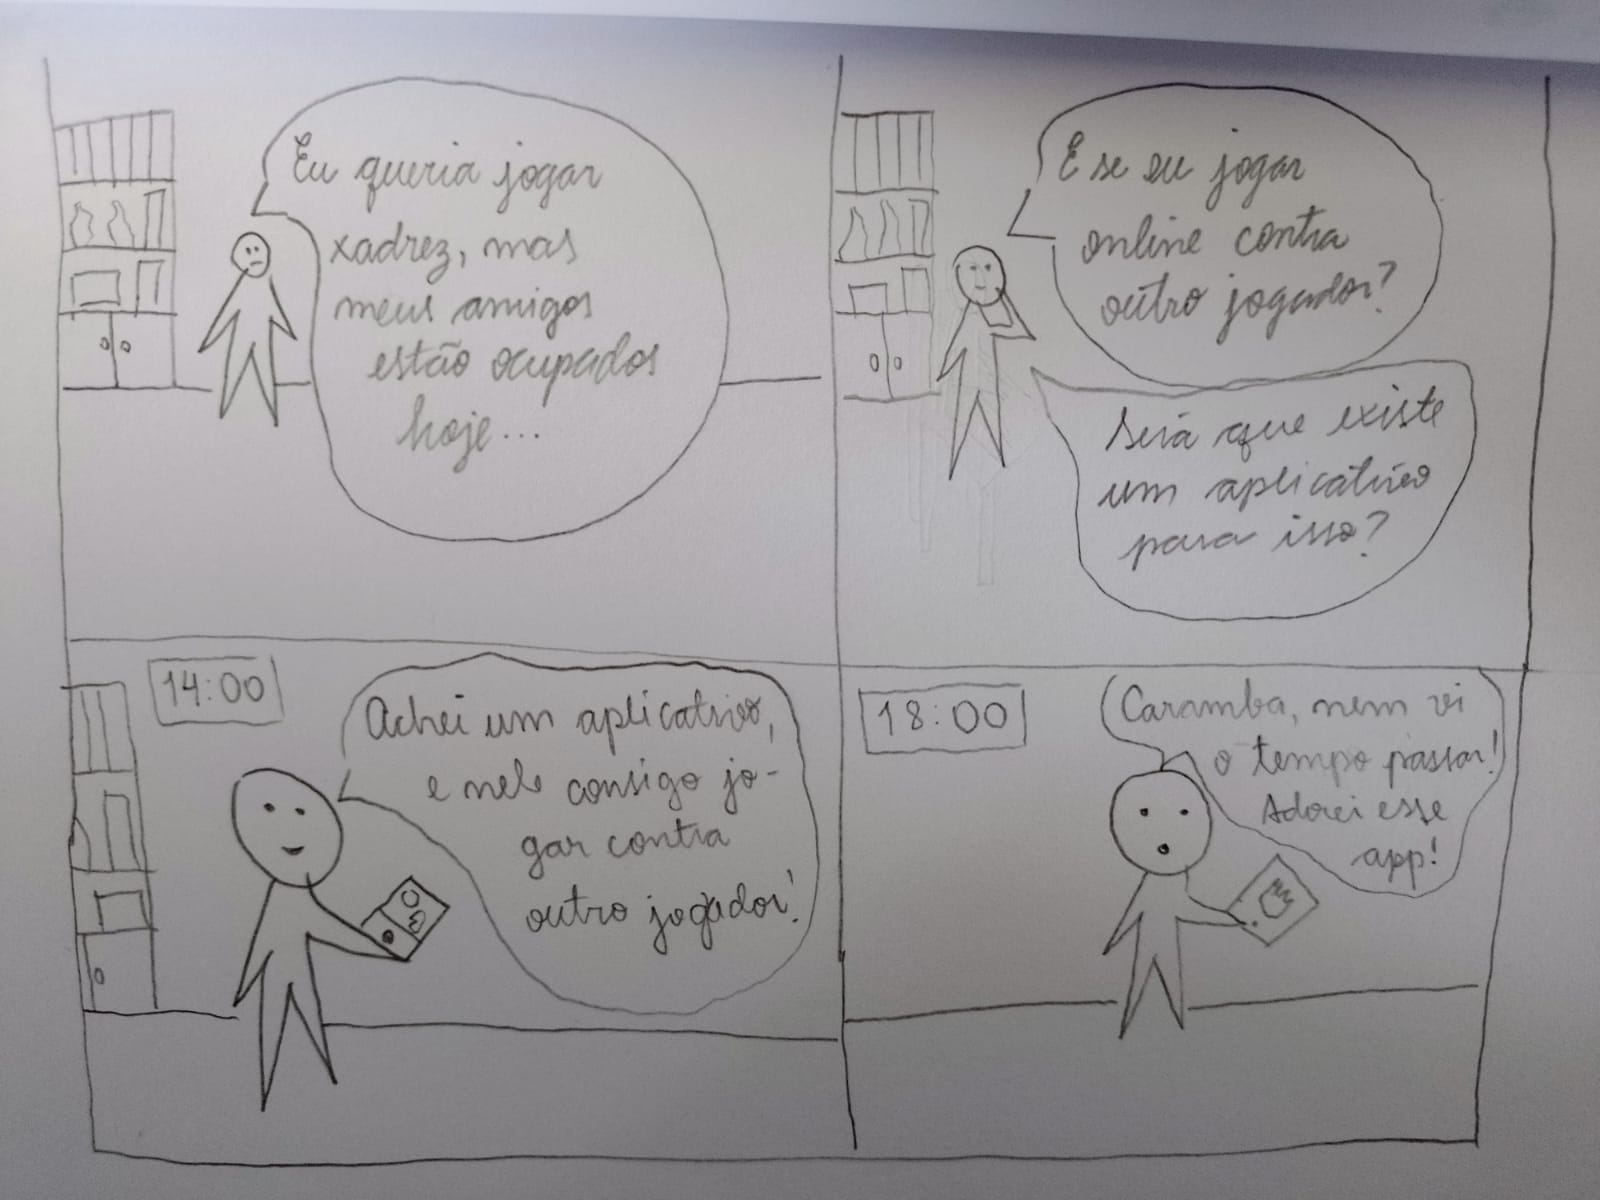 Eu queria jogar
xadrez, mas
meus amigos
estão ocupados
hoje...
E se eu jogar
online contra
outro jogador?
Será que existe
um aplicativo
para isso?
14:00
Achei um aplicativo,
e nele consigo jo-
gar contra
outro jogador!
18:00
Caramba, nem vi
o tempo passar!
Adorei esse
app!